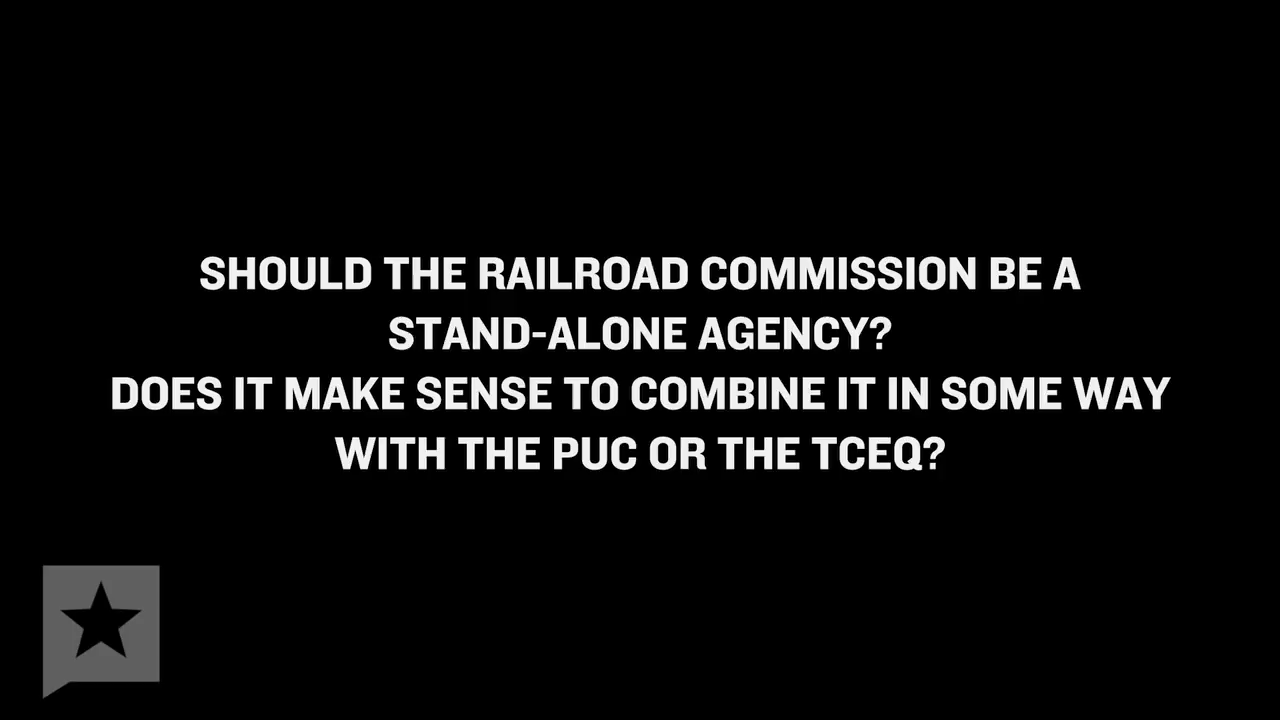 SHOULD THE RAILROAD COMMISSION BE A
STAND-ALONE AGENCY?
DOES IT MAKE SENSE TO COMBINE IT IN SOME WAY
WITH THE PUC OR THE TCEQ?